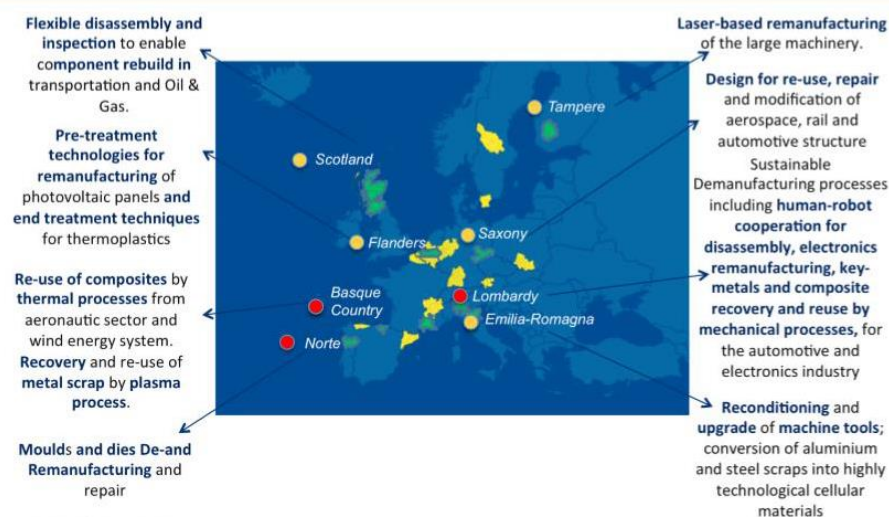 Flexible disassembly and
inspection to enable
component rebuild in
transportation and Oil &
Gas.
Pre-treatment
technologies for
remanufacturing of
photovoltaic panels and
end treatment techniques
for thermoplastics
Re-use of composites by
thermal processes from
aeronautic sector and
wind energy system.
Recovery and re-use of
metal scrap by plasma
process.
Moulds and dies De-and
Remanufacturing and
repair
Tampere
Scotland
Flanders
Saxony
Basque
Country
Lombardy
Emilia-Romagna
Norte
Laser-based remanufacturing
of the large machinery.
Design for re-use, repair
and modification of
aerospace, rail and
automotive structure
Sustainable
Demanufacturing processes
including human-robot
cooperation for
disassembly, electronics
remanufacturing, key-
metals and composite
recovery and reuse by
mechanical processes, for
the automotive and
electronics industry
Reconditioning and
upgrade of machine tools;
conversion of aluminium
and steel scraps into highly
technological cellular
materials